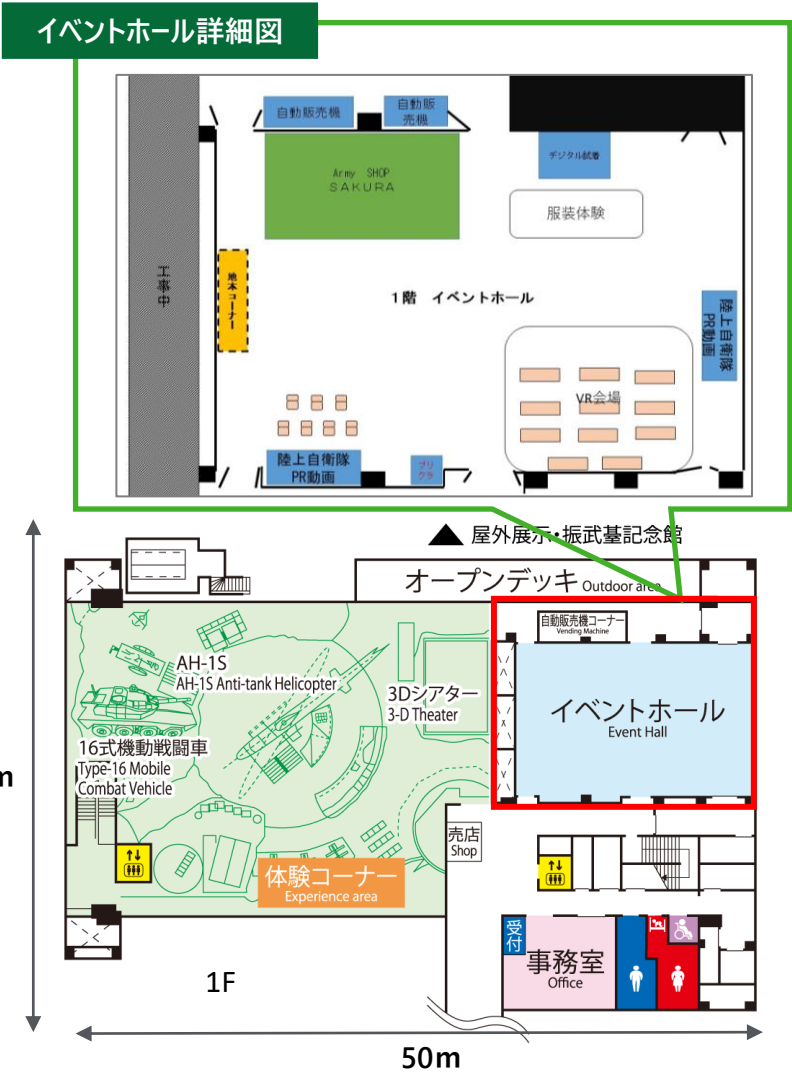 イベントホール詳細図
自動販売機
自動販
売機
Army SHOP
SAKURA
デジタル試着
服装体験
工事中
地本コーナー
1階 イベントホール
陸上自衛隊
PR動画
VR会場
陸上自衛隊
PR動画
プリ
クラ
▲ 屋外展示・振武基記念館
オープンデッキ Outdoor area
自動販売機コーナー
Vending Machine
AH-1S
AH-1S Anti-tank Helicopter
3Dシアター
3-D Theater
イベントホール
Event Hall
16式機動戦闘車
Type-16 Mobile
Combat Vehicle
m
売店
Shop
体験コーナー
Experience area
受付
事務室
Office
1F
50m